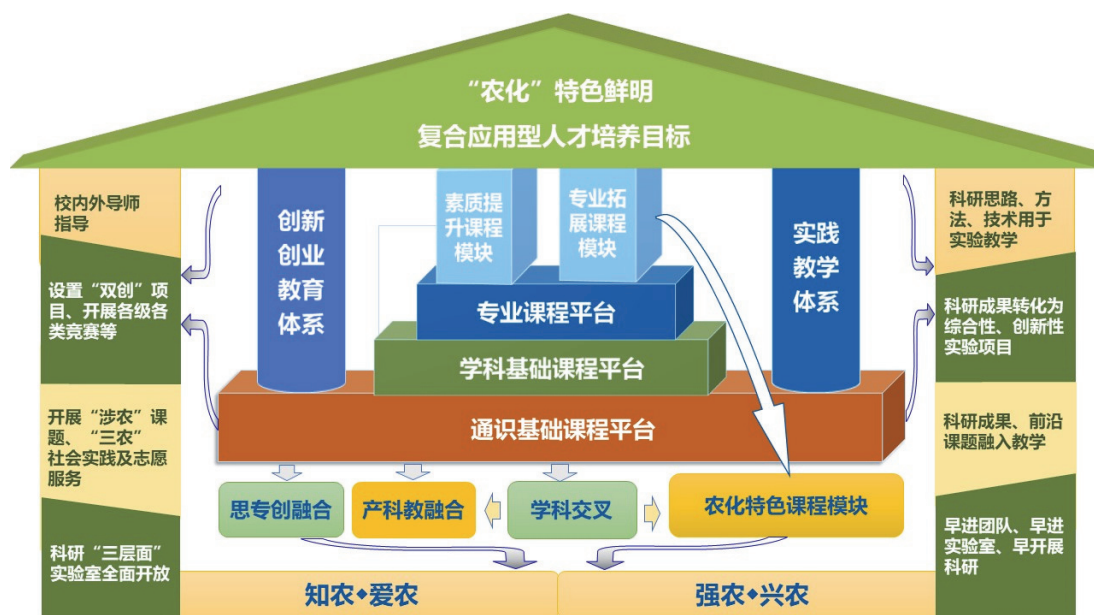 “农化”特色鲜明
复合应用型人才培养目标
校内外导师
指导
设置“双创”项
目、开展各级各
类竞赛等
开展“涉农”课
题、“三农”
社会实践及志愿
服务
科研“三层面”
实验室全面开放
创新
创业
教育
体系
素质提
升课程
模块
专业拓
展课程
模块
实践
教学
体系
专业课程平台
学科基础课程平台
通识基础课程平台
思专创融合
产科教融合
学科交叉
农化特色课程模块
知农◆爱农
强农◆兴农
科研思路、方
法、技术用于
实验教学
科研成果转化为
综合性、创新性
实验项目
科研成果、前沿
课题融入教学
早进团队、早进
实验室、早开展
科研